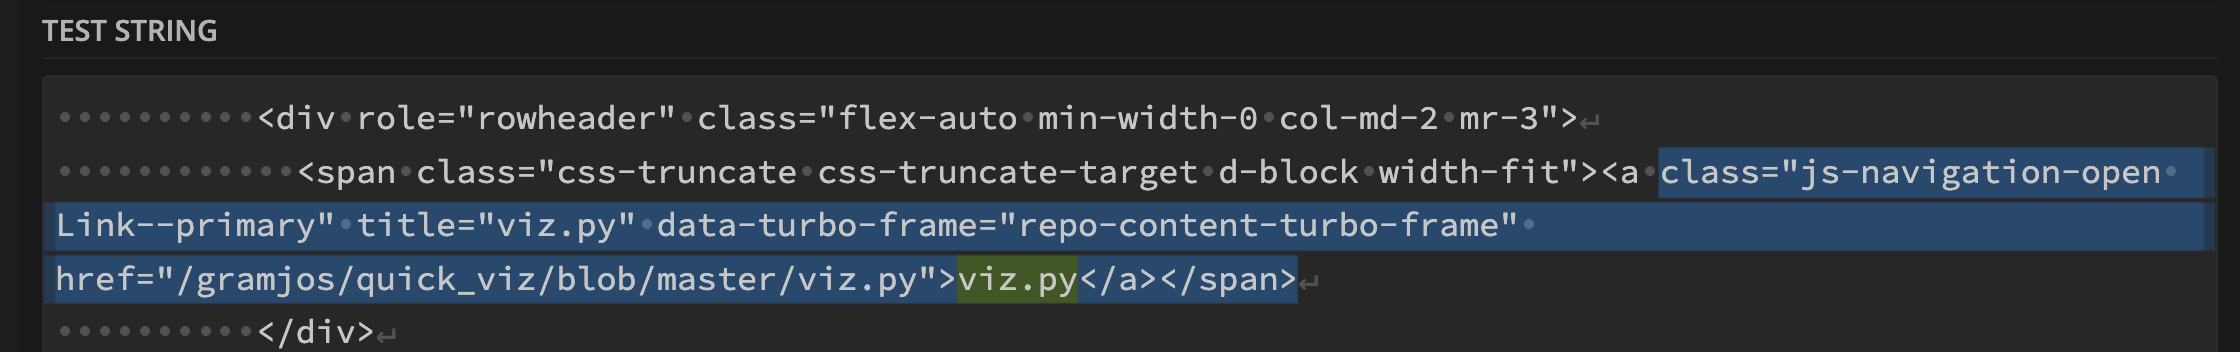 TEST STRING
<div role="rowheader" class="flex-auto min-width-0 col-md-2 mr-3">↵
<span class="css-truncate css-truncate-target d-block width-fit"><a class="js-navigation-open
Link--primary" title="viz.py" data-turbo-frame="repo-content-turbo-frame"
href="/gramjos/quick_viz/blob/master/viz.py">viz.py</a></span>↵
</div>↵